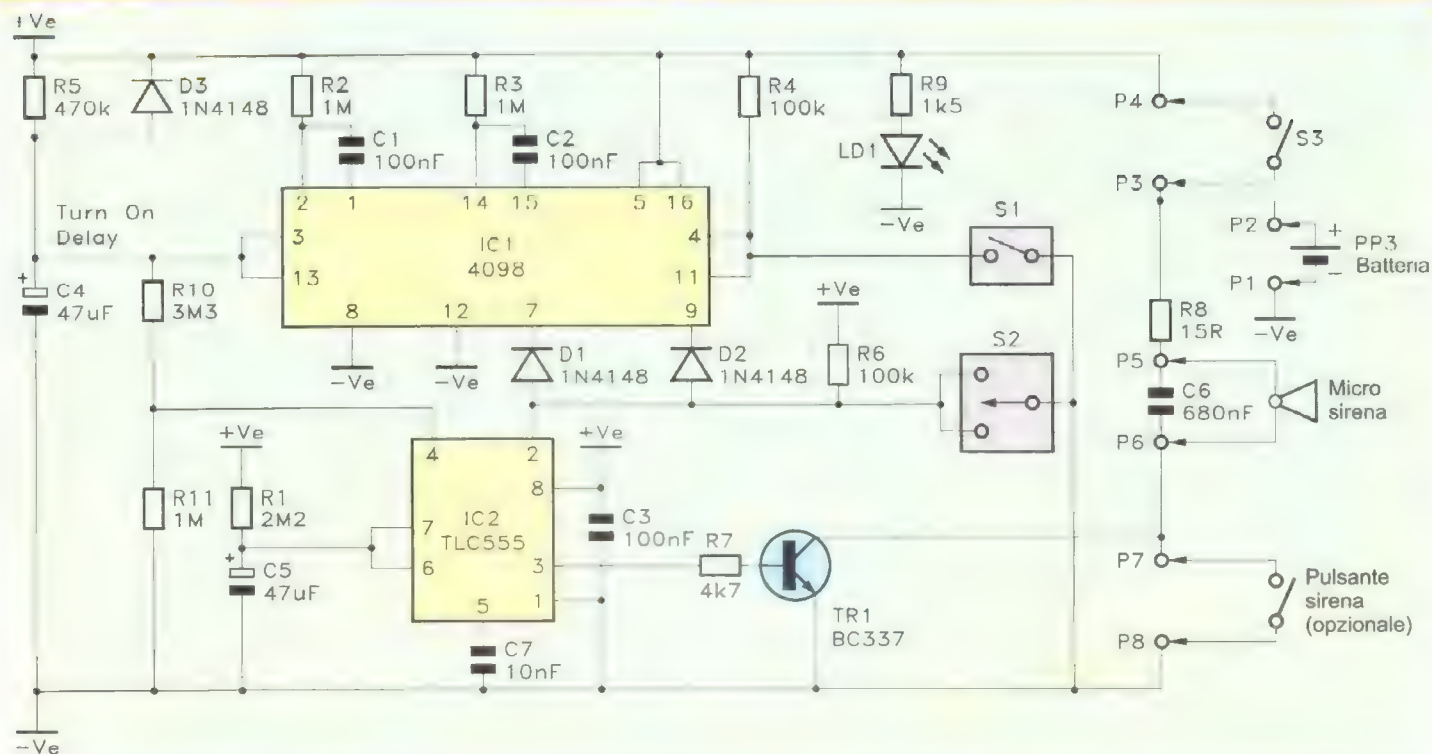 +Ve
R5
470k
D3
1N4148
R2
1M
C1
100nF
R3
1M
C2
100nF
R4
100k
R9
1k5
LD1
-Ve
P4
S3
P3
P2
+
PP3
Batteria
-
P1
-Ve
Turn On
Delay
2 1 14 15 5 16
3
13
IC1
4098
4
11
8 12 7 9
S1
+
C4
47uF
R10
3M3
-Ve
-Ve
D1
1N4148
D2
1N4148
+Ve
R6
100k
S2
R8
15R
P5
C6
680nF
P6
Micro
sirena
+Ve
+Ve
R11
1M
R1
2M2
+
C5
47uF
4 2
8
7
IC2
TLC555
6
3
1
5
C3
100nF
R7
4k7
TR1
BC337
C7
10nF
P7
P8
Pulsante
sirena
(opzionale)
-Ve